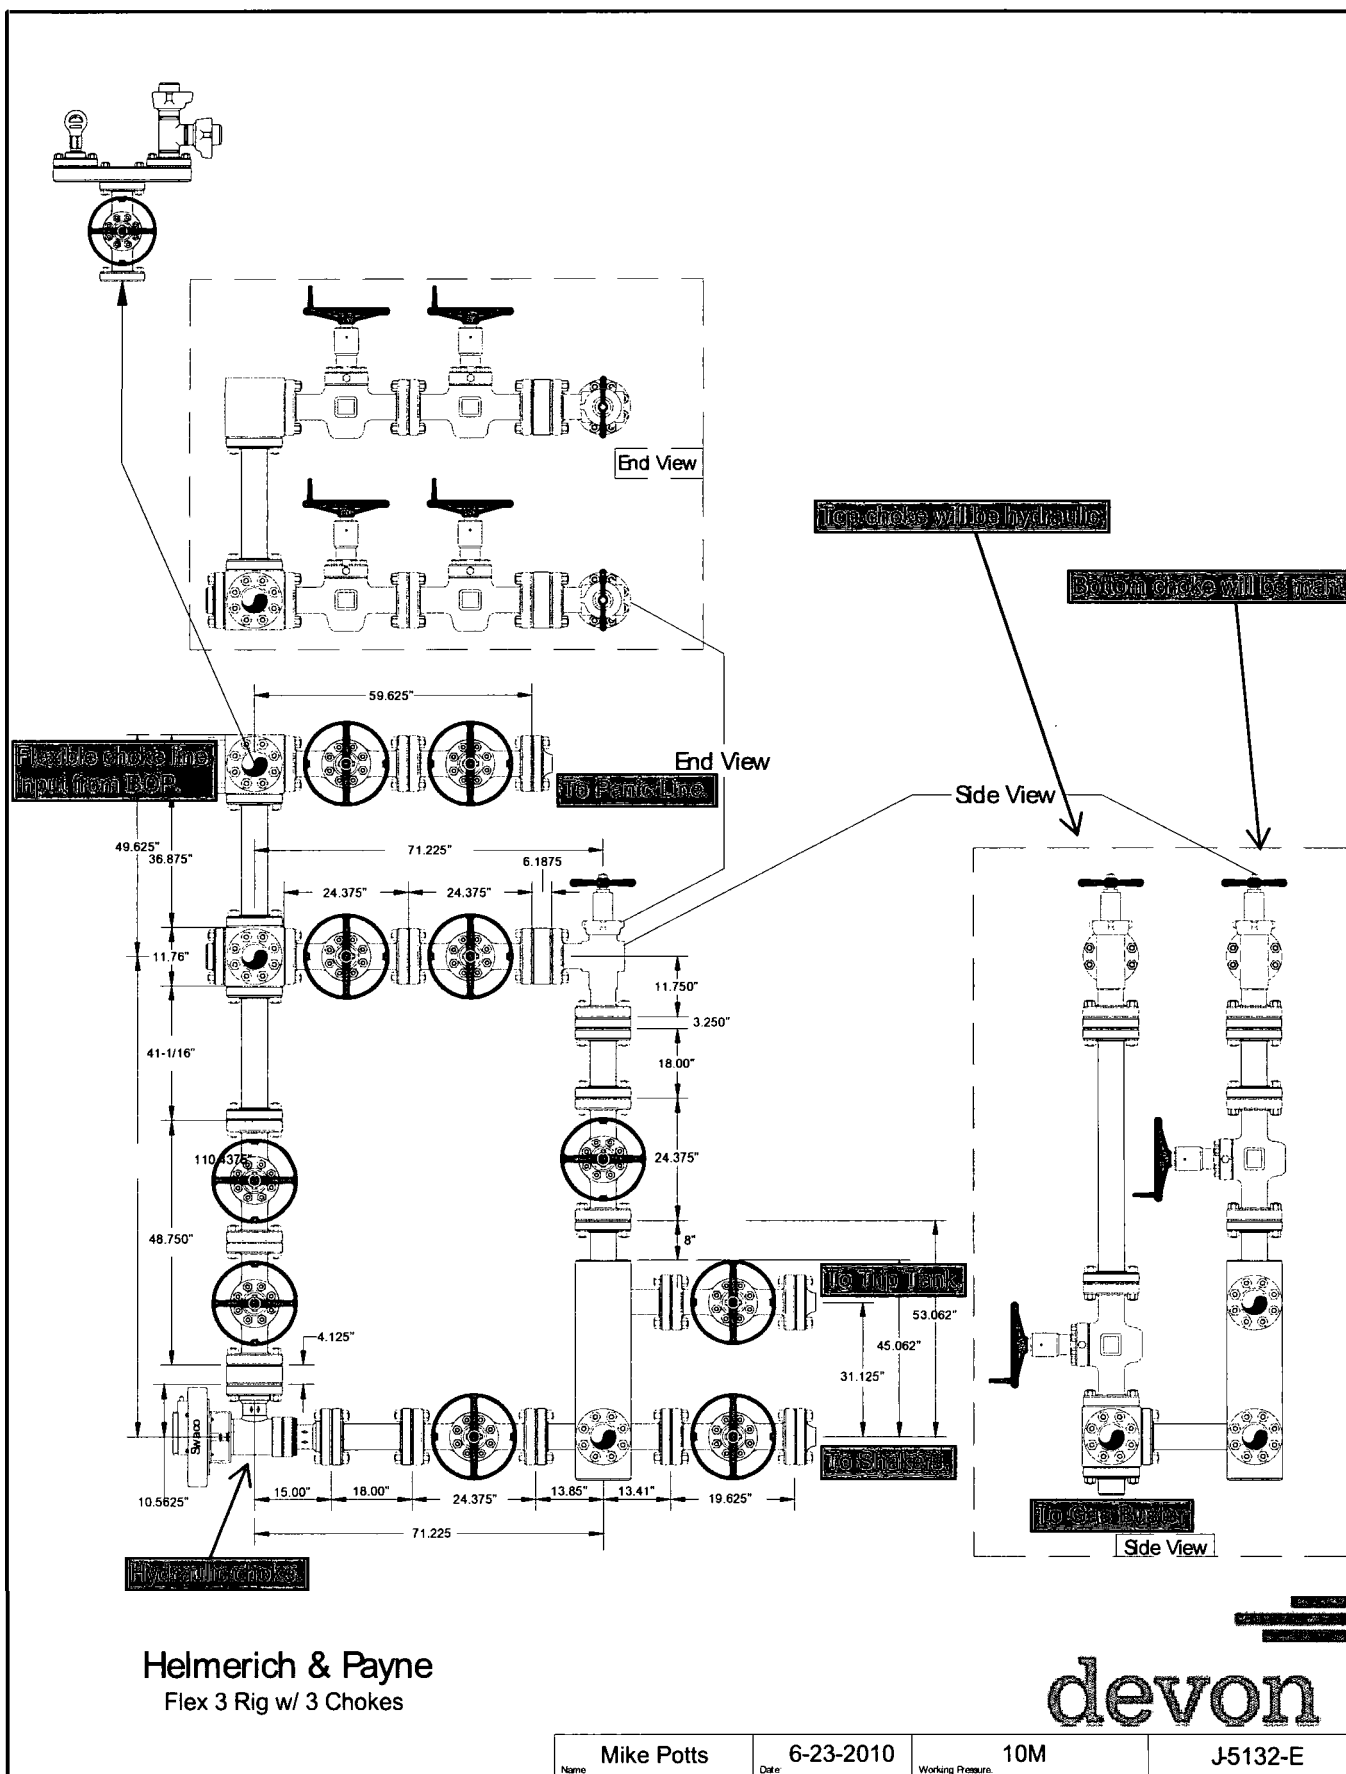 End View
Top choke will be hydraulic
Bottom choke will be
59.625"
Flexible choke line
input from BOP.
End View
To Panic Line.
Side View
49.625"
36.875"
71.225"
6.1875
24.375"
24.375"
11.76"
11.750"
3.250"
41-1/16"
18.00"
110.4375"
24.375"
48.750"
8"
To Trip Tank.
53.062"
45.062"
4.125"
31.125"
Swaco
To Shakers.
10.5625"
15.00"
18.00"
24.375"
13.85"
13.41"
19.625"
71.225
To Gas Buster
Side View
Hydraulic choke.
Helmerich & Payne
Flex 3 Rig w/ 3 Chokes
devon
Mike Potts
6-23-2010
10M
J-5132-E
Name
Date:
Working Pressure.